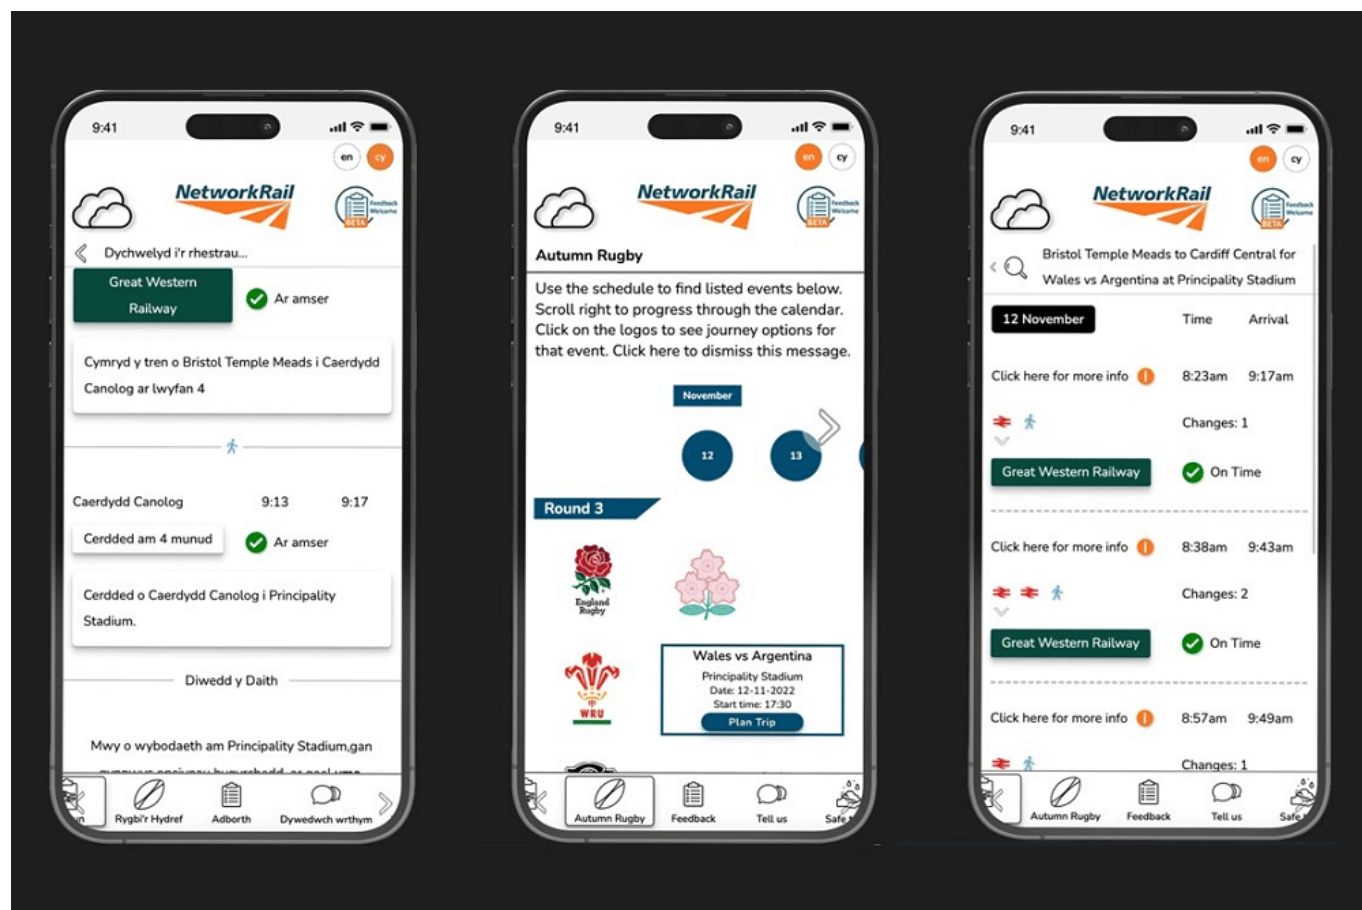 9:41
en
cy
NetworkRail
Feedback
Welcome
BETA
Dychwelyd i'r rhestrau...
Great Western
Railway
Ar amser
Cymryd y tren o Bristol Temple Meads i Caerdydd
Canolog ar lwyfan 4
Caerdydd Canolog 9:13 9:17
Cerdded am 4 munud
Ar amser
Cerdded o Caerdydd Canolog i Principality
Stadium.
Diwedd y Daith
Mwy o wybodaeth am Principality Stadium,gan
Rygbi'r Hydref
Adborth
Dywedwch wrthym
9:41
en
cy
NetworkRail
Feedback
Welcome
BETA
Autumn Rugby
Use the schedule to find listed events below.
Scroll right to progress through the calendar.
Click on the logos to see journey options for
that event. Click here to dismiss this message.
November
12
13
Round 3
England
Rugby
WRU
Wales vs Argentina
Principality Stadium
Date: 12-11-2022
Start time: 17:30
Plan Trip
Autumn Rugby
Feedback
Tell us
Safe
9:41
en
cy
NetworkRail
Feedback
Welcome
BETA
Bristol Temple Meads to Cardiff Central for
Wales vs Argentina at Principality Stadium
12 November Time Arrival
Click here for more info 8:23am 9:17am
Changes: 1
Great Western Railway On Time
Click here for more info 8:38am 9:43am
Changes: 2
Great Western Railway On Time
Click here for more info 8:57am 9:49am
Changes: 1
Autumn Rugby
Feedback
Tell us
Safe